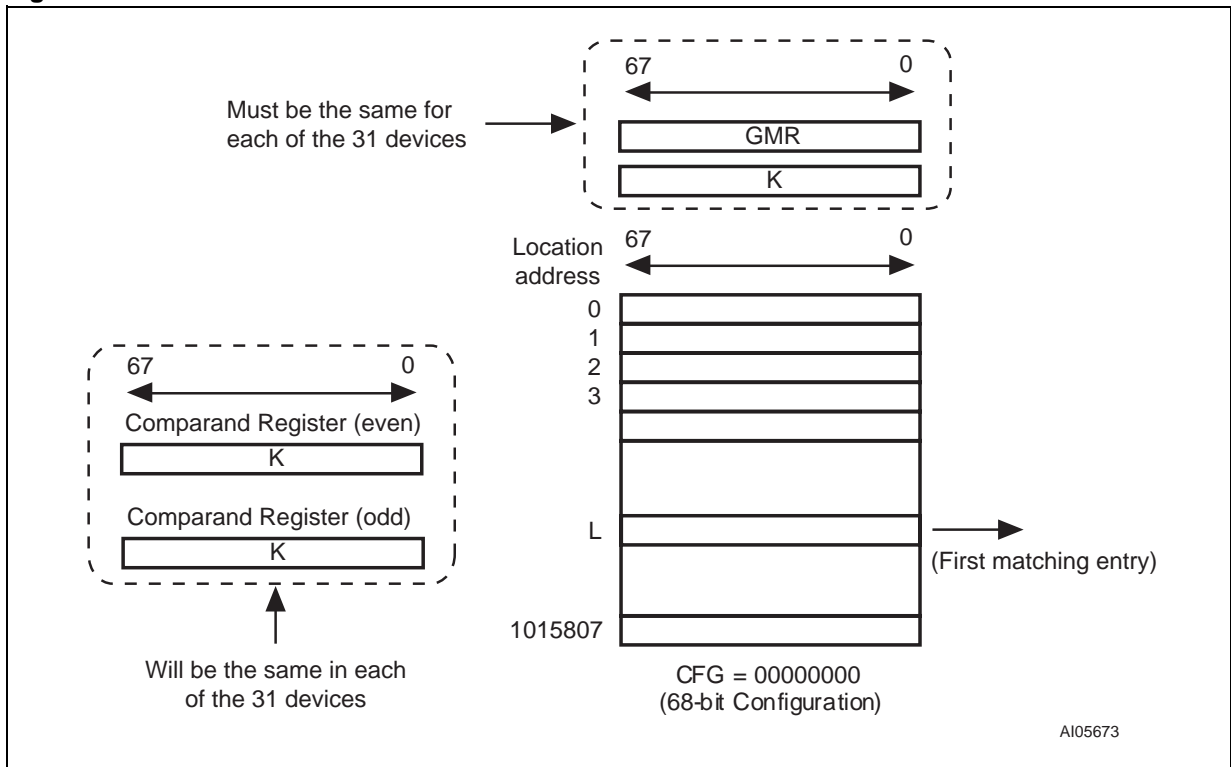 67 0
Must be the same for
each of the 31 devices
GMR
K
Location
address
67 0
0
1
2
3
L
(First matching entry)
1015807
CFG = 00000000
(68-bit Configuration)
67 0
Comparand Register (even)
K
Comparand Register (odd)
K
Will be the same in each
of the 31 devices
AI05673